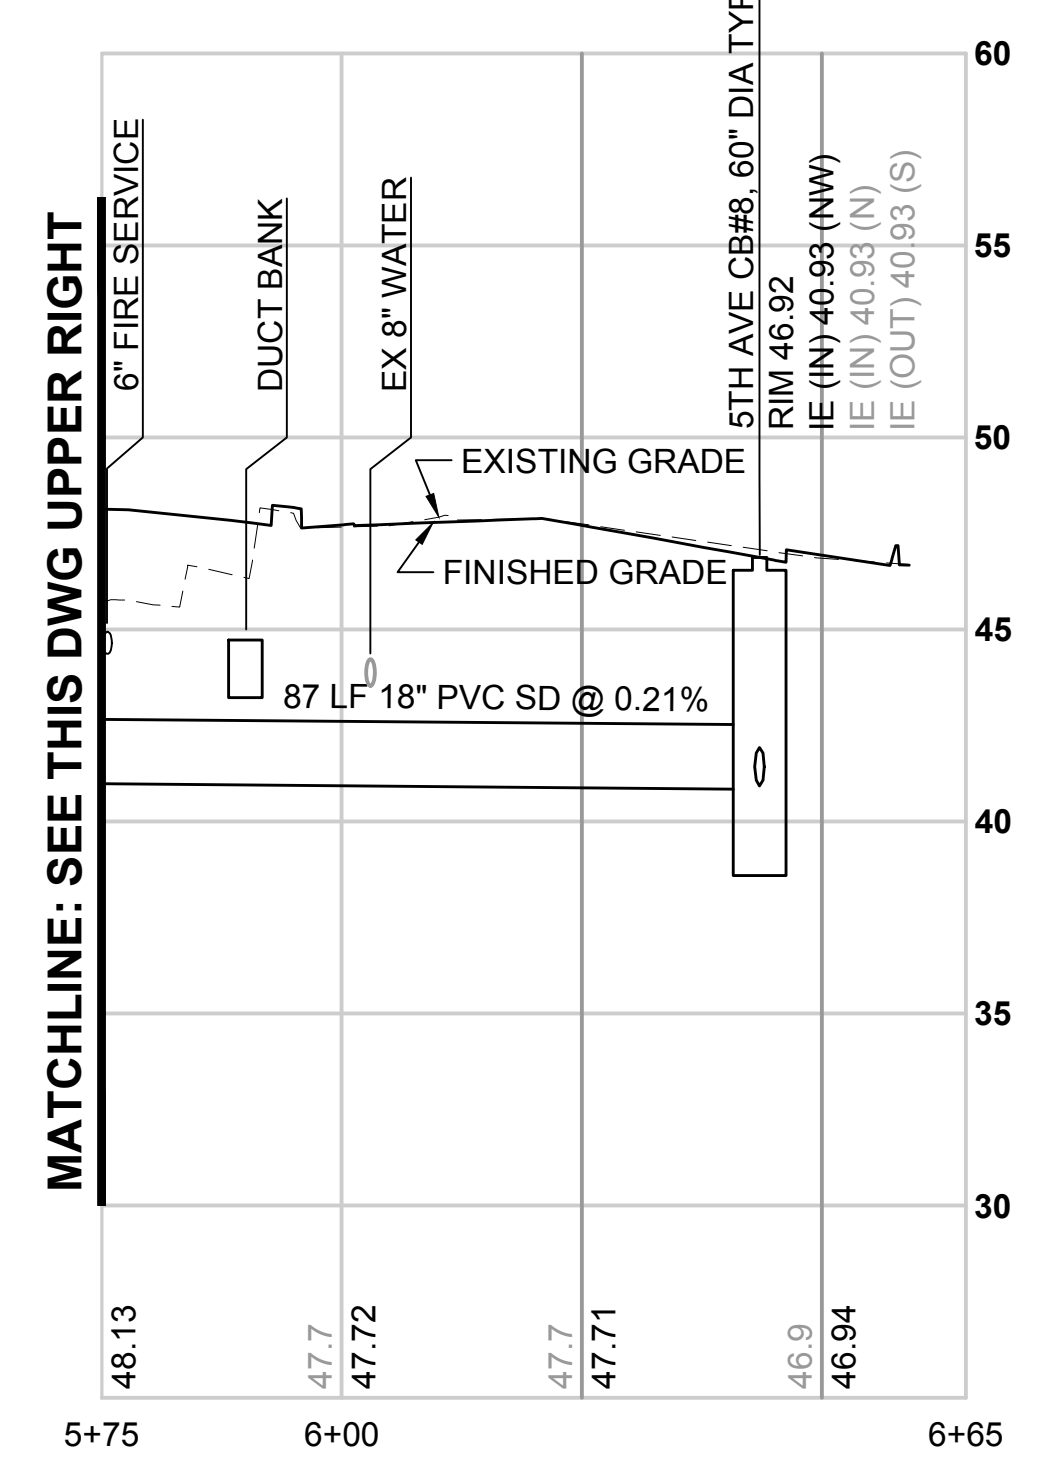 MATCHLINE: SEE THIS DWG UPPER RIGHT
6" FIRE SERVICE
DUCT BANK
EX 8" WATER
5TH AVE CB#8, 60" DIA
RIM 46.92
IE (IN) 40.93 (NW)
IE (IN) 40.93 (N)
IE (OUT) 40.93 (S)
60
55
50
45
40
35
30
EXISTING GRADE
FINISHED GRADE
87 LF 18" PVC SD @ 0.21%
48.13
47.7
47.72
47.7
47.71
46.9
46.94
5+75
6+00
6+65